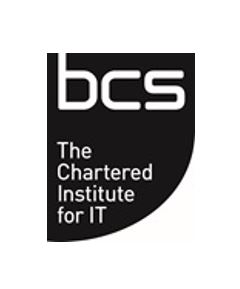 bcs
The
Chartered
Institute
for IT